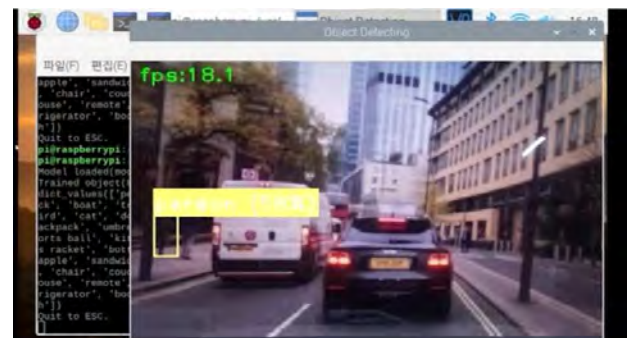 Object Detecting
파일(F) 편집(E)
fps:18.1
apple', 'sandwi
, 'chair', 'cou
ouse', 'remote',
rigerator', 'boo
h'])
Quit to ESC.
pi@raspberrypi:
pi@raspberrypi:
Model loaded(mo
Trained object(
dict_values(['p
ck', 'boat', 't
ird', 'cat', 'd
ackpack', 'umbre
orts ball', 'ki
s racket', 'bot
apple', 'sandwi
, 'chair', 'cou
ouse', 'remote',
rigerator', 'boo
h'])
Quit to ESC.